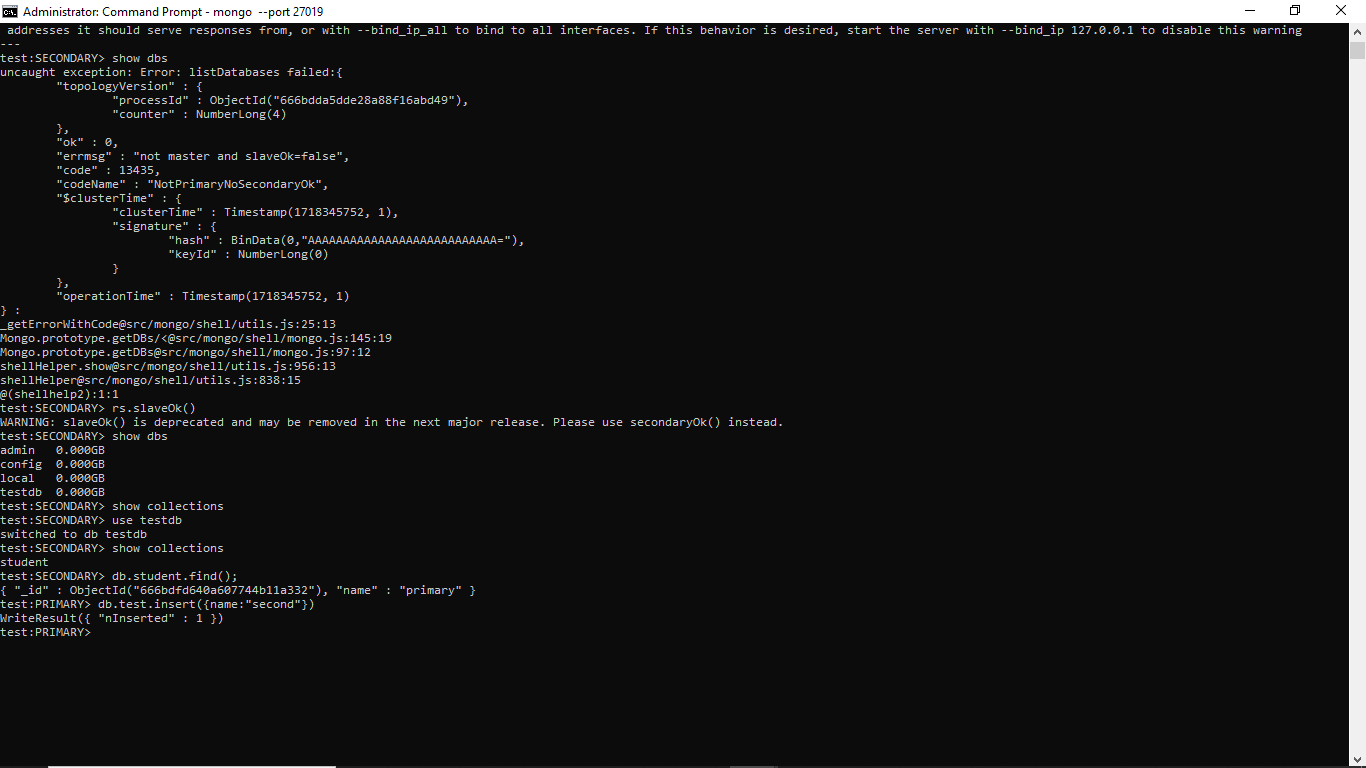 Administrator: Command Prompt - mongo --port 27019
addresses it should serve responses from, or with --bind_ip_all to bind to all interfaces. If this behavior is desired, start the server with --bind_ip 127.0.0.1 to disable this warning
---
test:SECONDARY> show dbs
uncaught exception: Error: listDatabases failed:{
        "topologyVersion" : {
                "processId" : ObjectId("666bdda5dde28a88f16abd49"),
                "counter" : NumberLong(4)
        },
        "ok" : 0,
        "errmsg" : "not master and slaveOk=false",
        "code" : 13435,
        "codeName" : "NotPrimaryNoSecondaryOk",
        "$clusterTime" : {
                "clusterTime" : Timestamp(1718345752, 1),
                "signature" : {
                        "hash" : BinData(0,"AAAAAAAAAAAAAAAAAAAAAAAAAAA="),
                        "keyId" : NumberLong(0)
                }
        },
        "operationTime" : Timestamp(1718345752, 1)
} :
_getErrorWithCode@src/mongo/shell/utils.js:25:13
Mongo.prototype.getDBs/<@src/mongo/shell/mongo.js:145:19
Mongo.prototype.getDBs@src/mongo/shell/mongo.js:97:12
shellHelper.show@src/mongo/shell/utils.js:956:13
shellHelper@src/mongo/shell/utils.js:838:15
@(shellhelp2):1:1
test:SECONDARY> rs.slaveOk()
WARNING: slaveOk() is deprecated and may be removed in the next major release. Please use secondaryOk() instead.
test:SECONDARY> show dbs
admin   0.000GB
config  0.000GB
local   0.000GB
testdb  0.000GB
test:SECONDARY> show collections
test:SECONDARY> use testdb
switched to db testdb
test:SECONDARY> show collections
student
test:SECONDARY> db.student.find();
{ "_id" : ObjectId("666bdfd640a607744b11a332"), "name" : "primary" }
test:PRIMARY> db.test.insert({name:"second"})
WriteResult({ "nInserted" : 1 })
test:PRIMARY>